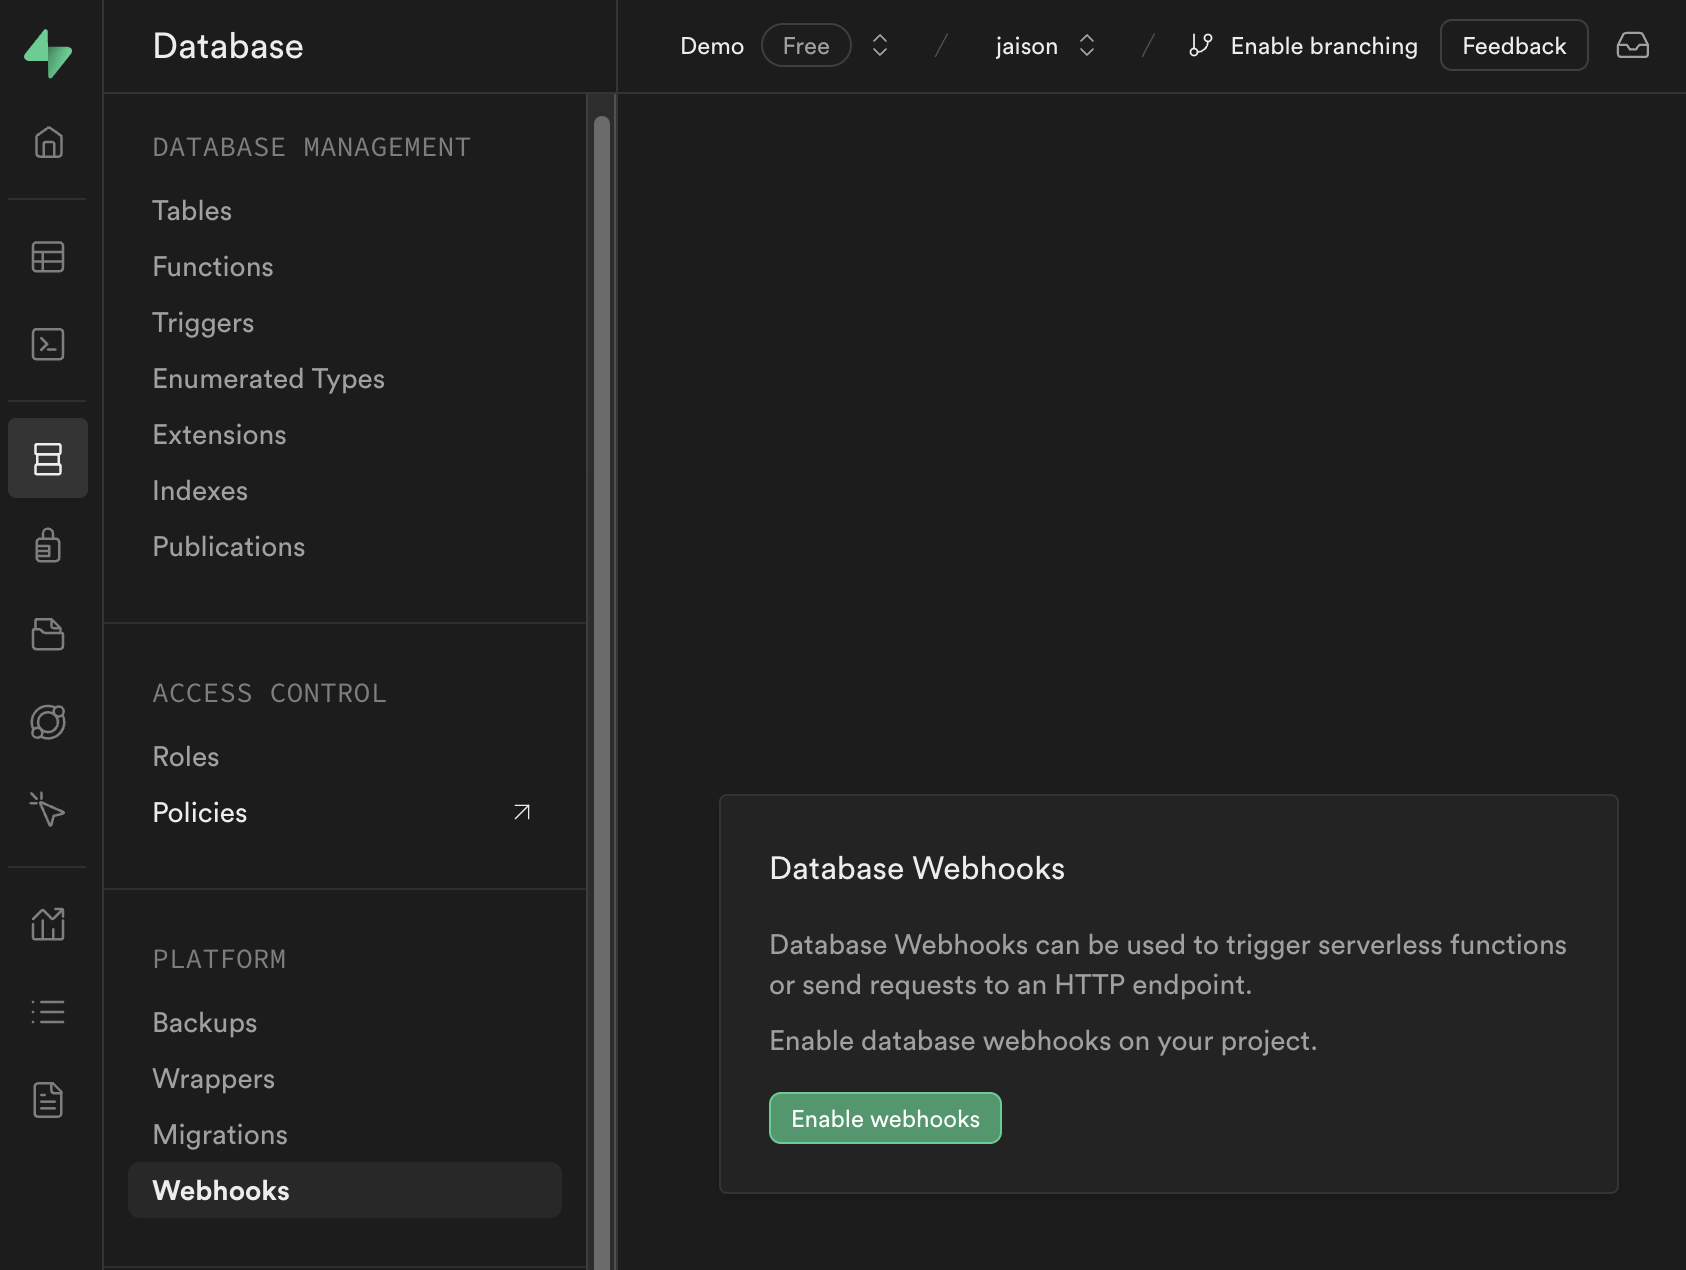 Database
Demo Free / jaison / Enable branching Feedback
DATABASE MANAGEMENT
Tables
Functions
Triggers
Enumerated Types
Extensions
Indexes
Publications
ACCESS CONTROL
Roles
Policies
PLATFORM
Backups
Wrappers
Migrations
Webhooks
Database Webhooks
Database Webhooks can be used to trigger serverless functions
or send requests to an HTTP endpoint.
Enable database webhooks on your project.
Enable webhooks